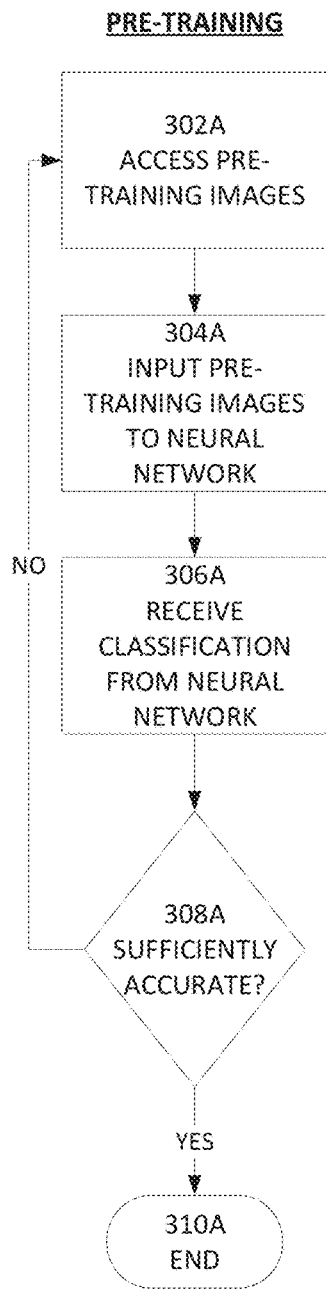 PRE-TRAINING
302A
ACCESS PRE-
TRAINING IMAGES
304A
INPUT PRE-
TRAINING IMAGES
TO NEURAL
NETWORK
NO
306A
RECEIVE
CLASSIFICATION
FROM NEURAL
NETWORK
308A
SUFFICIENTLY
ACCURATE?
YES
310A
END